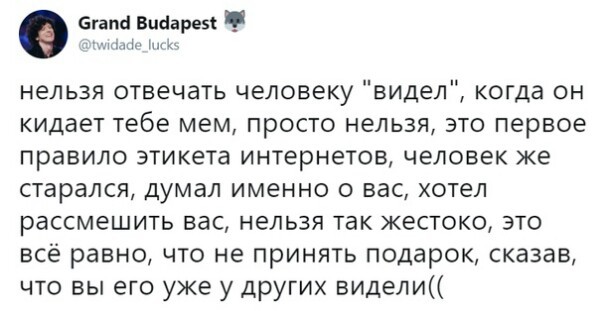 Grand Budapest 🐺
@twidade_lucks
нельзя отвечать человеку "видел", когда он
кидает тебе мем, просто нельзя, это первое
правило этикета интернетов, человек же
старался, думал именно о вас, хотел
рассмешить вас, нельзя так жестоко, это
всё равно, что не принять подарок, сказав,
что вы его уже у других видели((